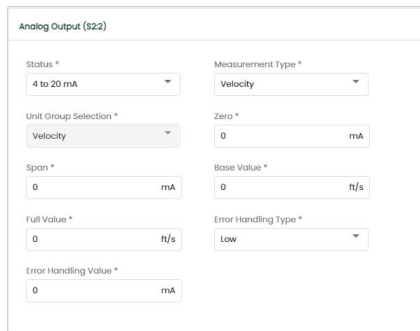 Analog Output (S2:2)
Status * Measurement Type *
4 to 20 mA Velocity
Unit Group Selection * Zero *
Velocity 0 mA
Span * Base Value *
0 mA 0 ft/s
Full Value * Error Handling Type *
0 ft/s Low
Error Handling Value *
0 mA